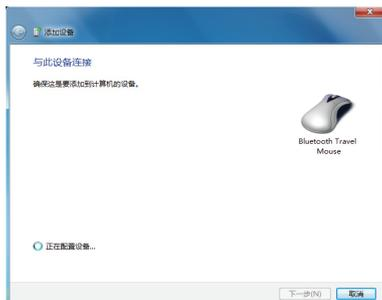 添加设备
与此设备连接
确保这是要添加到计算机的设备。
Bluetooth Travel
Mouse
正在配置设备...
下一步(N)
取消